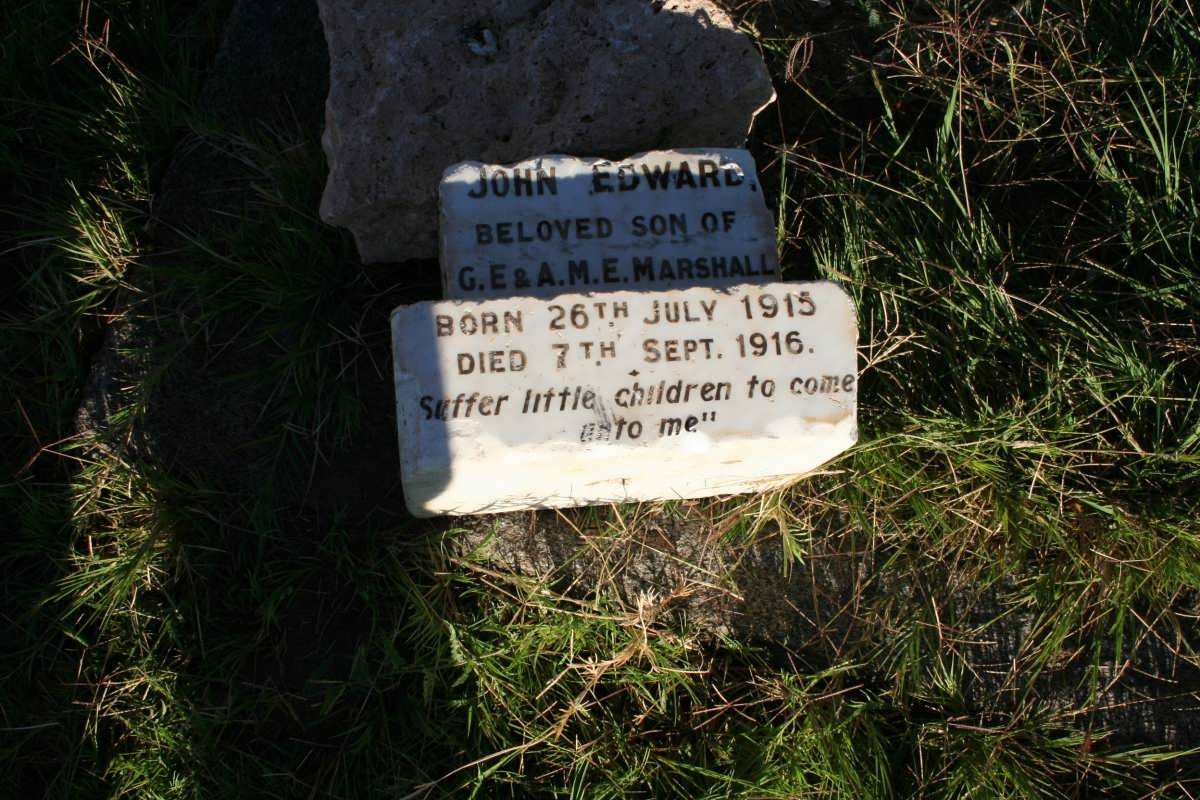 JOHN EDWARD,
BELOVED SON OF
G.E & A.M.E. MARSHALL
BORN 26TH JULY 1915
DIED 7TH SEPT. 1916.
Suffer little children to come
unto me"